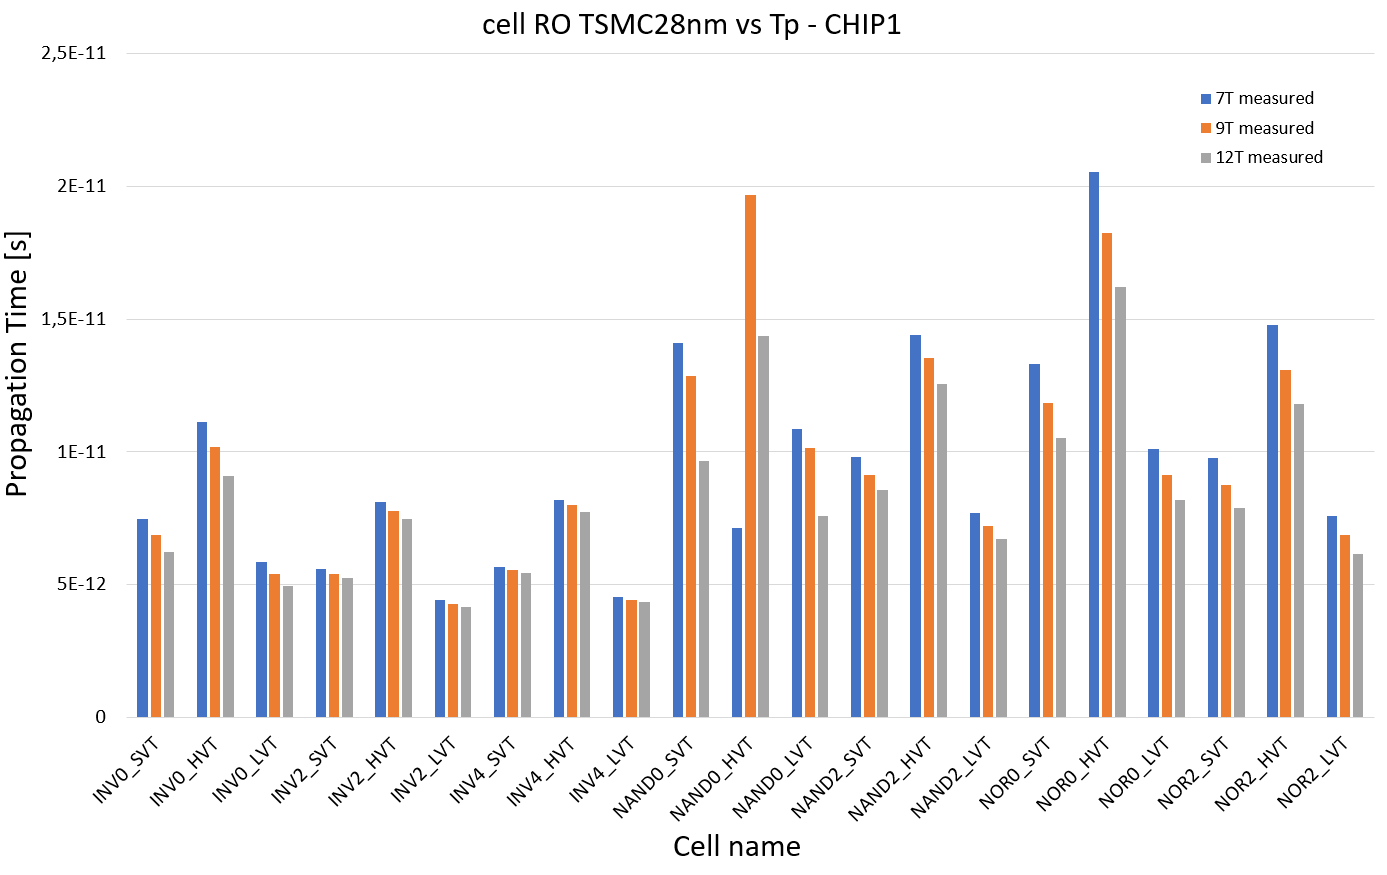 cell RO TSMC28nm vs Tp - CHIP1
2,5E-11
7T measured
9T measured
12T measured
2E-11
1,5E-11
1E-11
5E-12
0
Propagation Time [s]
INV0_SVT
INV0_HVT
INV0_LVT
INV2_SVT
INV2_HVT
INV2_LVT
INV4_SVT
INV4_HVT
INV4_LVT
NAND0_SVT
NAND0_HVT
NAND0_LVT
NAND2_SVT
NAND2_HVT
NAND2_LVT
NOR0_SVT
NOR0_HVT
NOR0_LVT
NOR2_SVT
NOR2_HVT
NOR2_LVT
Cell name